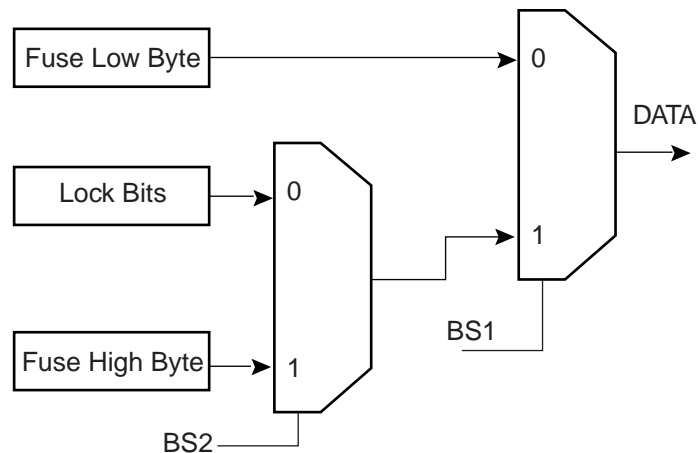 Fuse Low Byte
0
DATA
Lock Bits
0
1
BS1
Fuse High Byte
1
BS2